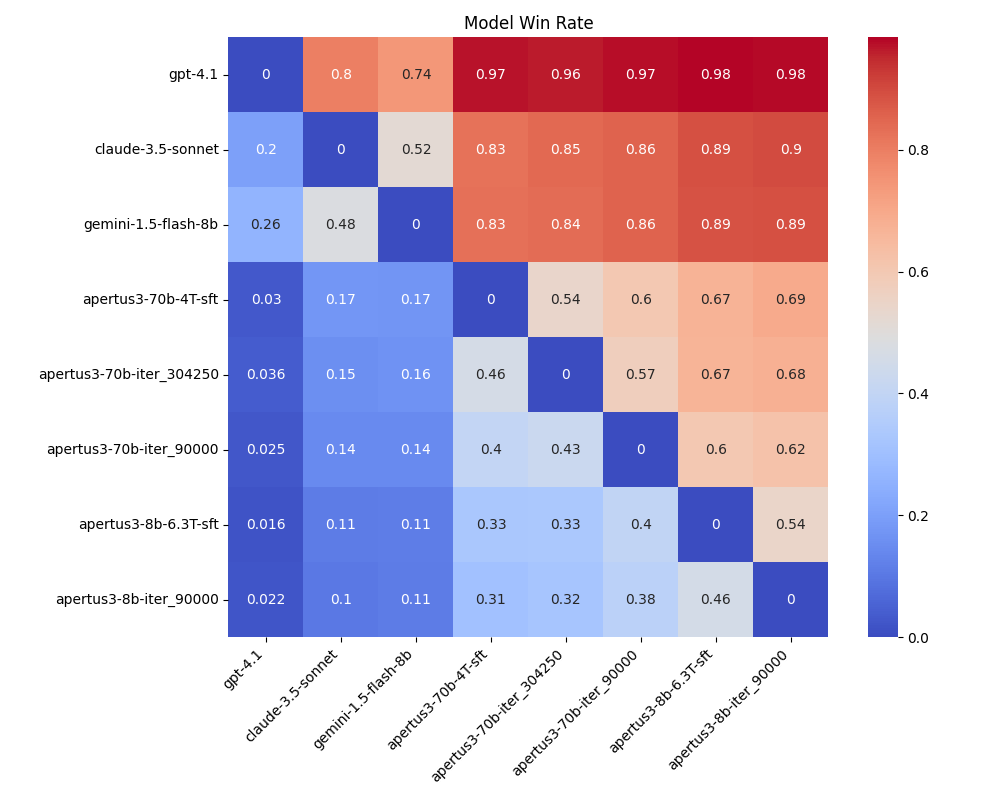 Model Win Rate
gpt-4.1 0 0.8 0.74 0.97 0.96 0.97 0.98 0.98
claude-3.5-sonnet 0.2 0 0.52 0.83 0.85 0.86 0.89 0.9
gemini-1.5-flash-8b 0.26 0.48 0 0.83 0.84 0.86 0.89 0.89
apertus3-70b-4T-sft 0.03 0.17 0.17 0 0.54 0.6 0.67 0.69
apertus3-70b-iter_304250 0.036 0.15 0.16 0.46 0 0.57 0.67 0.68
apertus3-70b-iter_90000 0.025 0.14 0.14 0.4 0.43 0 0.6 0.62
apertus3-8b-6.3T-sft 0.016 0.11 0.11 0.33 0.33 0.4 0 0.54
apertus3-8b-iter_90000 0.022 0.1 0.11 0.31 0.32 0.38 0.46 0
gpt-4.1
claude-3.5-sonnet
gemini-1.5-flash-8b
apertus3-70b-4T-sft
apertus3-70b-iter_304250
apertus3-70b-iter_90000
apertus3-8b-6.3T-sft
apertus3-8b-iter_90000
0.8
0.6
0.4
0.2
0.0